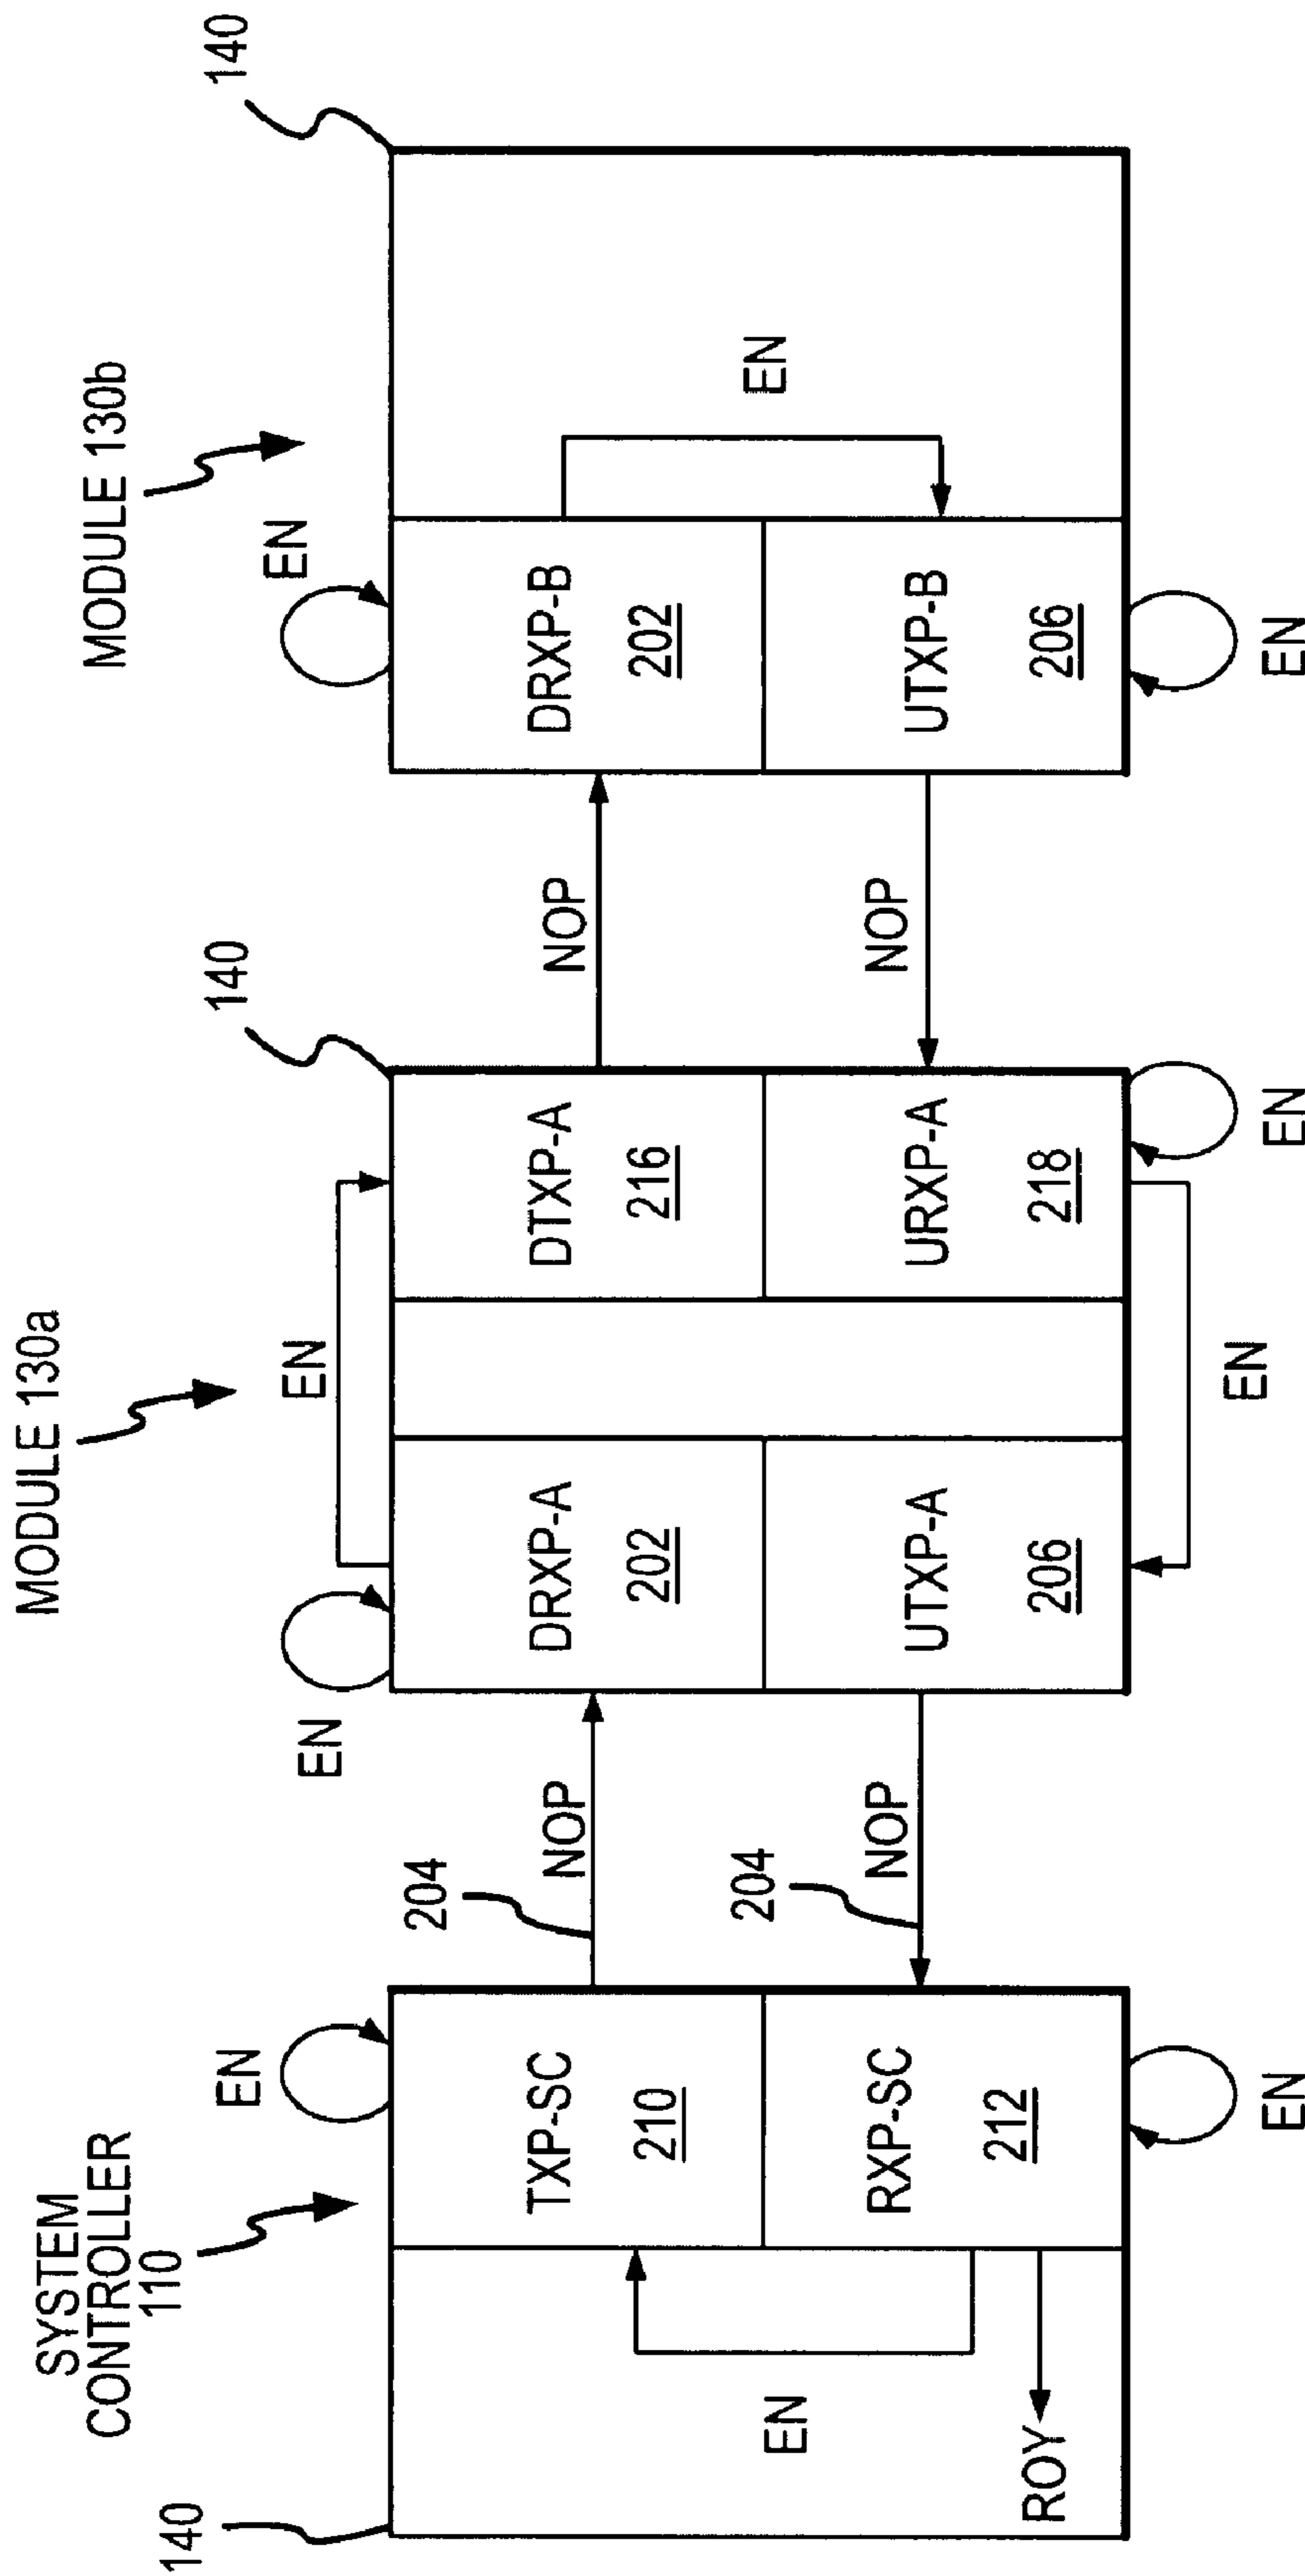 SYSTEM
CONTROLLER
110
140
EN
TXP-SC
210
RXP-SC
212
EN
ROY
EN
204
NOP
204
NOP
MODULE 130a
140
EN
EN
DRXP-A
202
UTXP-A
206
DTXP-A
216
URXP-A
218
EN
EN
NOP
NOP
MODULE 130b
140
EN
DRXP-B
202
UTXP-B
206
EN
EN